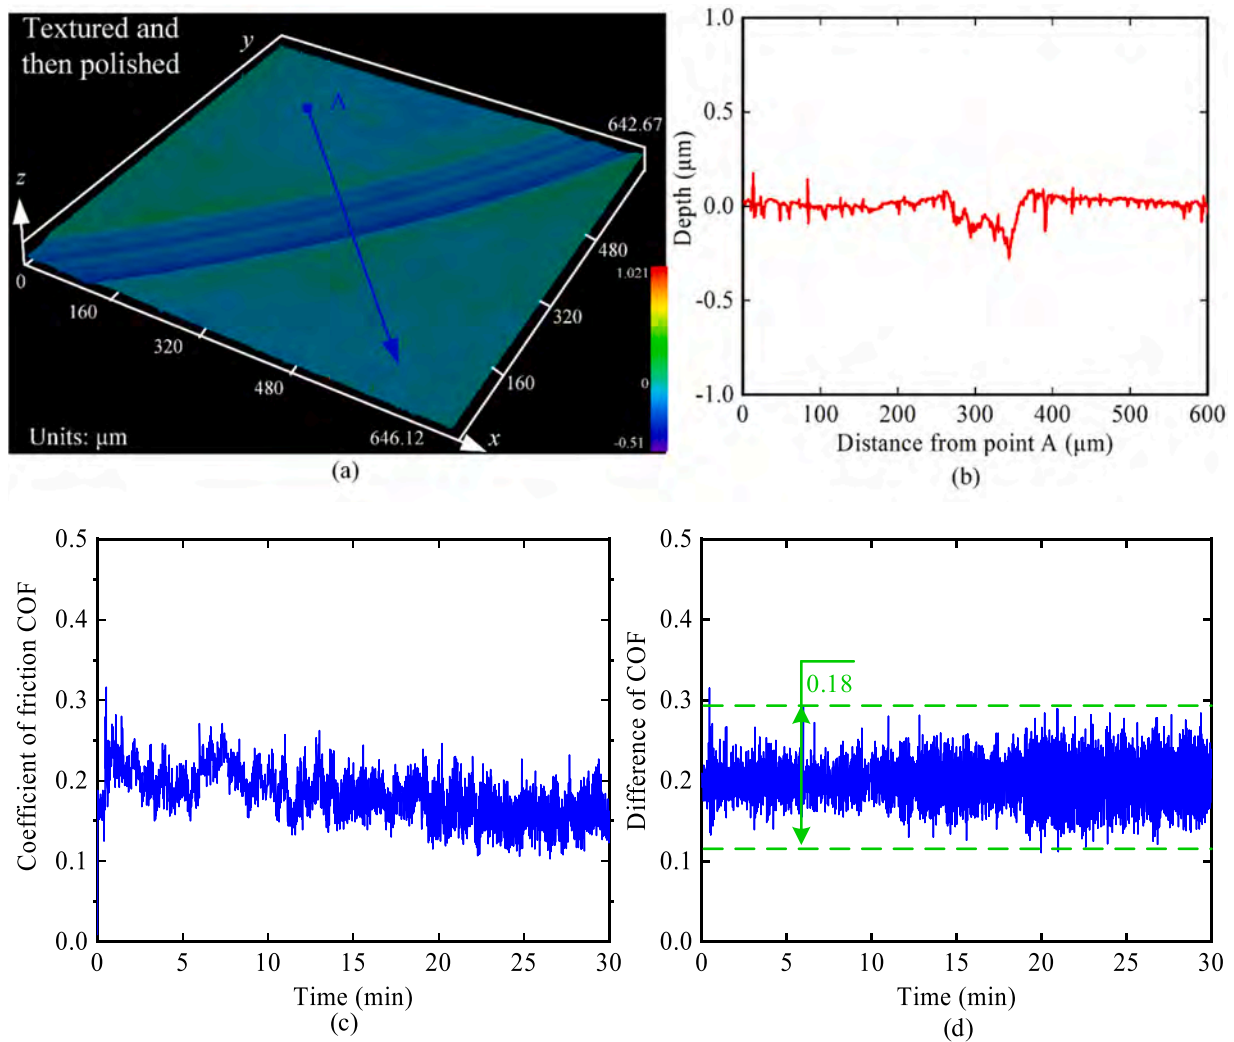 Textured and
then polished
y
A
642.67
z
0
160
320
480
646.12
x
160
320
480
1.021
0
-0.51
Units: μm
(a)
1.0
0.5
0.0
-0.5
-1.0
Depth (μm)
0 100 200 300 400 500 600
Distance from point A (μm)
(b)
0.5
0.4
0.3
0.2
0.1
0.0
Coefficient of friction COF
0 5 10 15 20 25 30
Time (min)
(c)
0.5
0.4
0.3
0.2
0.1
0.0
Difference of COF
0.18
0 5 10 15 20 25 30
Time (min)
(d)